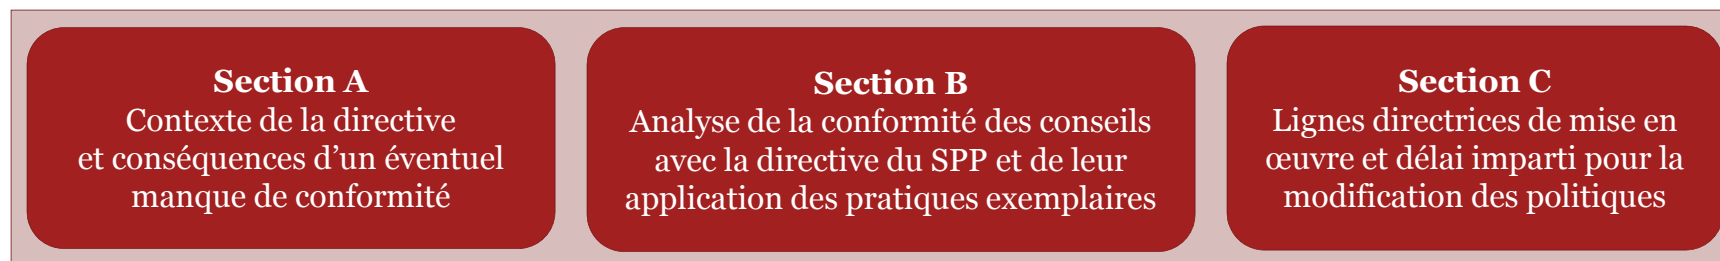 Section A
Contexte de la directive
et conséquences d’un éventuel
manque de conformité
Section B
Analyse de la conformité des conseils
avec la directive du SPP et de leur
application des pratiques exemplaires
Section C
Lignes directrices de mise en
œuvre et délai imparti pour la
modification des politiques